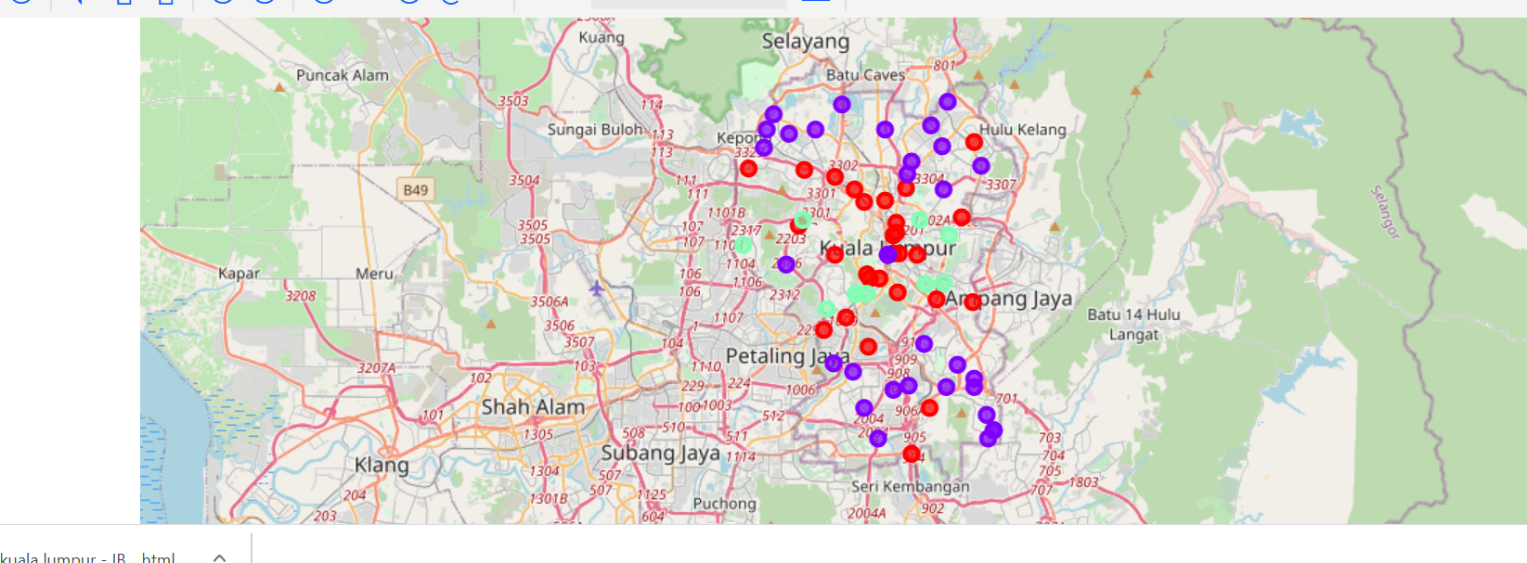 Kuang
Selayang
Puncak Alam
Batu Caves
801
3503
114
Sungai Buloh
113
Hulu Kelang
113
3302
3504
B49
111
3304
3307
111
3301
1101B
3505
107
2317
3505
107
2203
Kuala Lumpur
Kapar
Meru
106
1104
1106
3208
106
2312
3506A
Ampang Jaya
3506
1107
Batu 14 Hulu
Langat
Selangor
3507
104
Petaling Jaya
909
3207A
103
1110
908
102
229
224
1006
701
Shah Alam
100
1003
101
512
2004
906
1305
508
510
511
905
703
Subang Jaya
1114
704
Klang
1304
507
705
Seri Kembangan
204
507
1125
707
1803
1301B
Puchong
902
203
604
2004A
kuala lumpur - IB....html